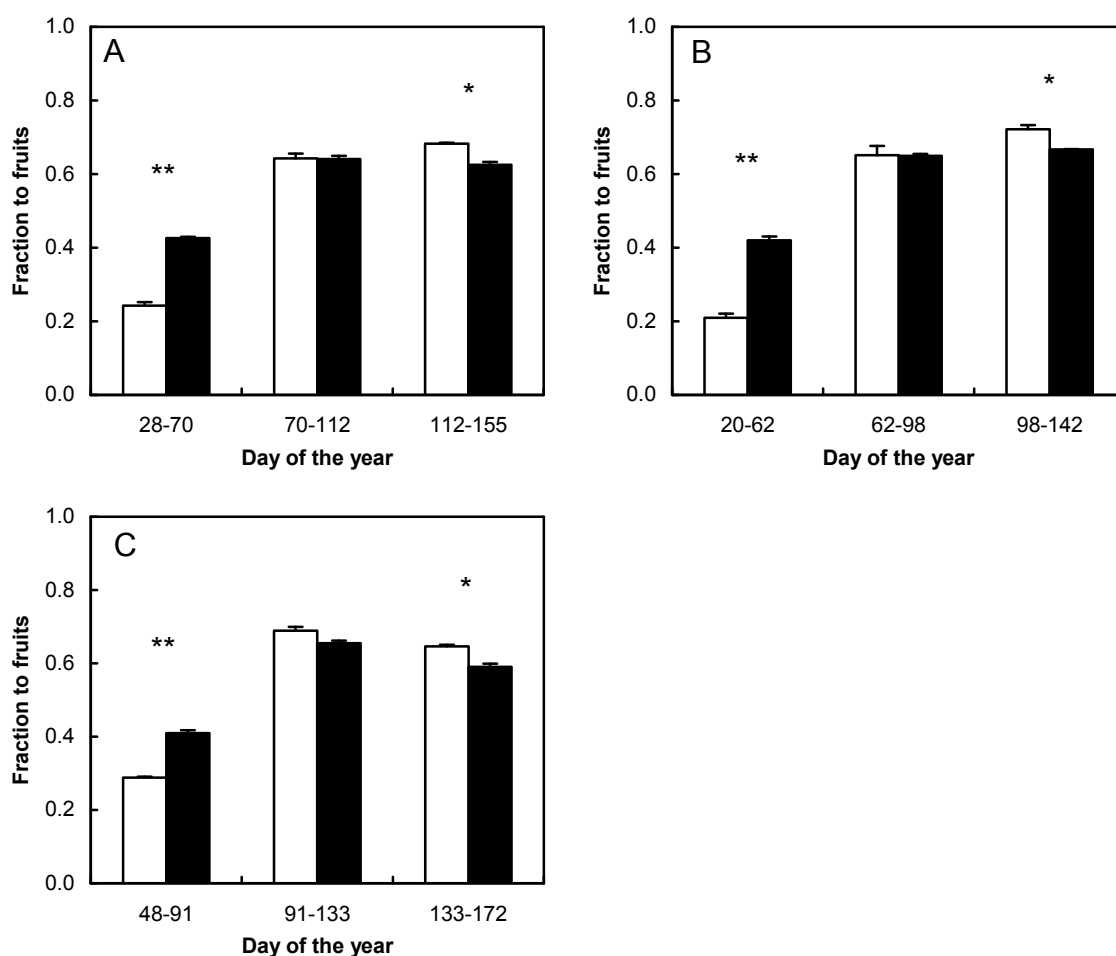 A
Fraction to fruits
1.0
0.8
0.6
0.4
0.2
0.0
**
*
28-70 70-112 112-155
Day of the year
B
Fraction to fruits
1.0
0.8
0.6
0.4
0.2
0.0
**
*
20-62 62-98 98-142
Day of the year
C
Fraction to fruits
1.0
0.8
0.6
0.4
0.2
0.0
**
*
48-91 91-133 133-172
Day of the year